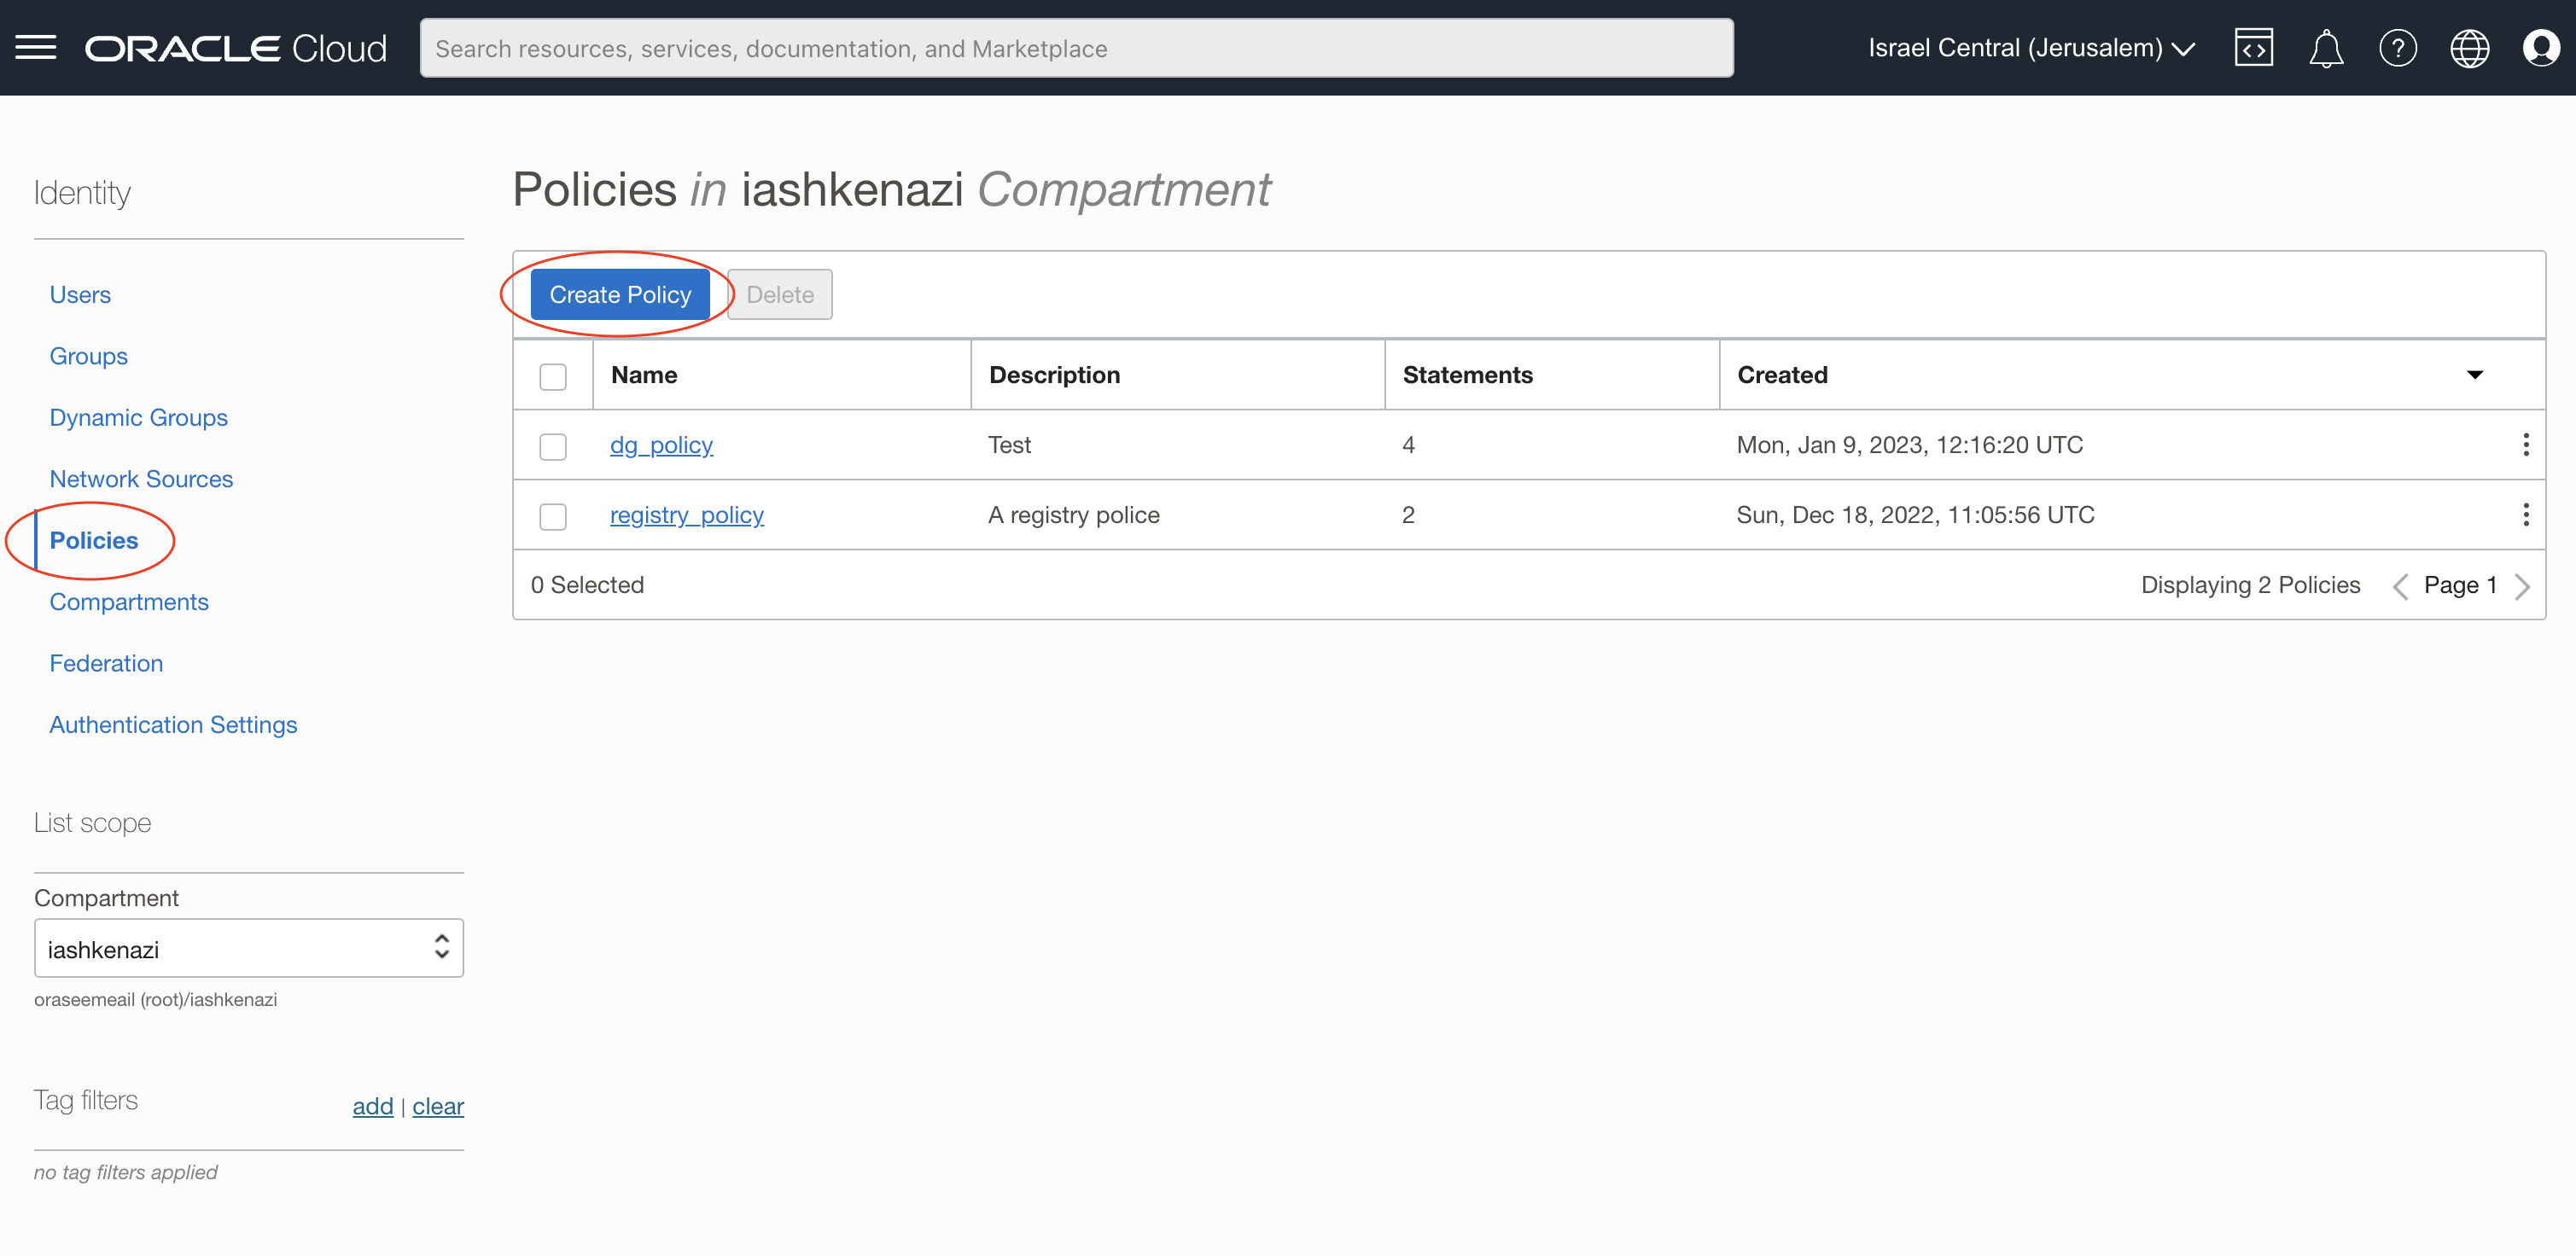 ORACLE Cloud
Search resources, services, documentation, and Marketplace
Israel Central (Jerusalem)
Identity
Users
Groups
Dynamic Groups
Network Sources
Policies
Compartments
Federation
Authentication Settings
List scope
Compartment
iashkenazi
oraseemeail (root)/iashkenazi
Tag filters
add | clear
no tag filters applied
Policies in iashkenazi Compartment
Create Policy Delete
Name Description Statements Created
dg_policy Test 4 Mon, Jan 9, 2023, 12:16:20 UTC
registry_policy A registry police 2 Sun, Dec 18, 2022, 11:05:56 UTC
0 Selected Displaying 2 Policies < Page 1 >